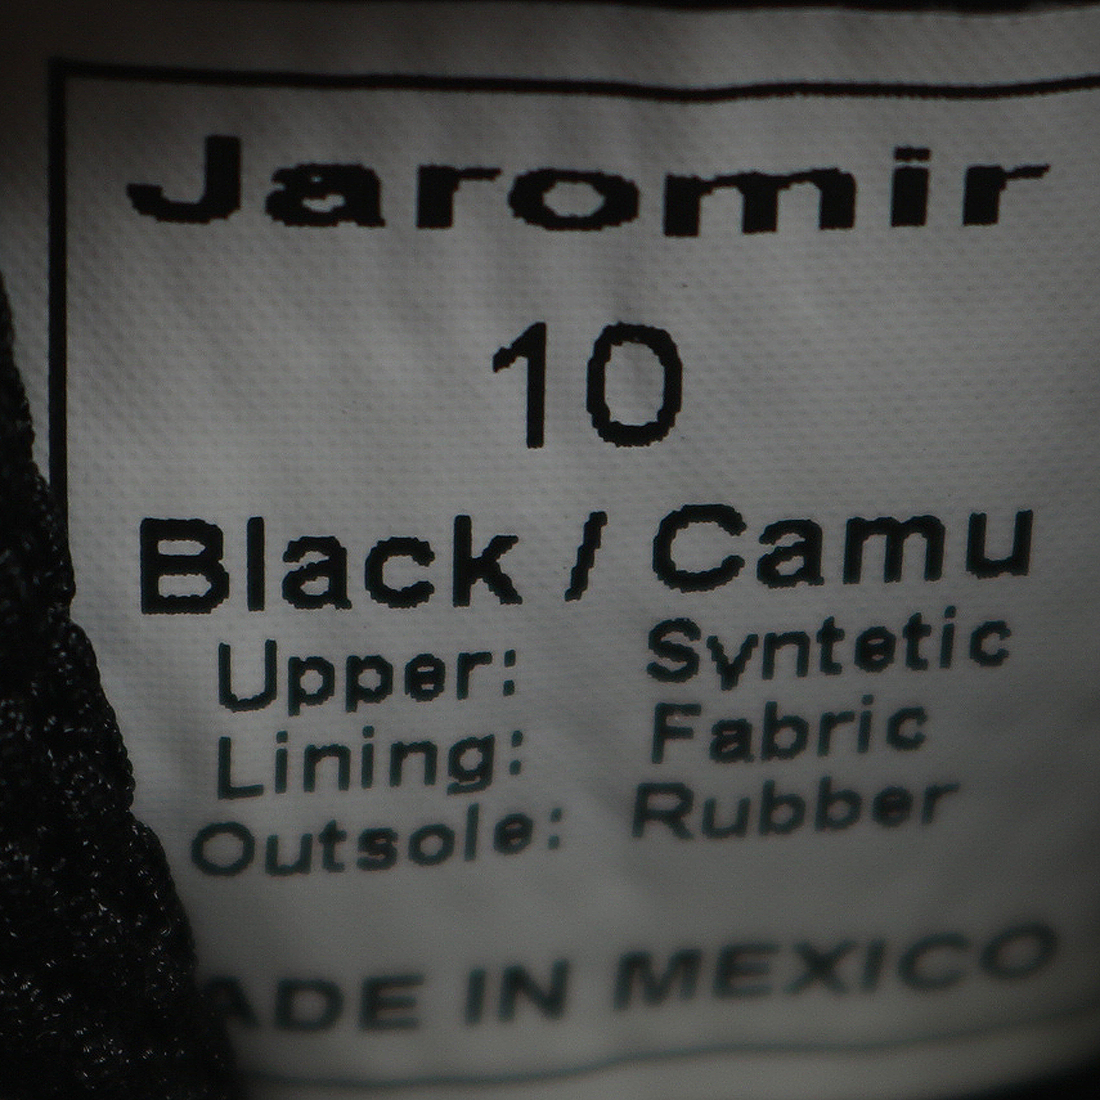 Jaromir
10
Black / Camu
Upper: Syntetic
Lining: Fabric
Outsole: Rubber
ADE IN MEXICO